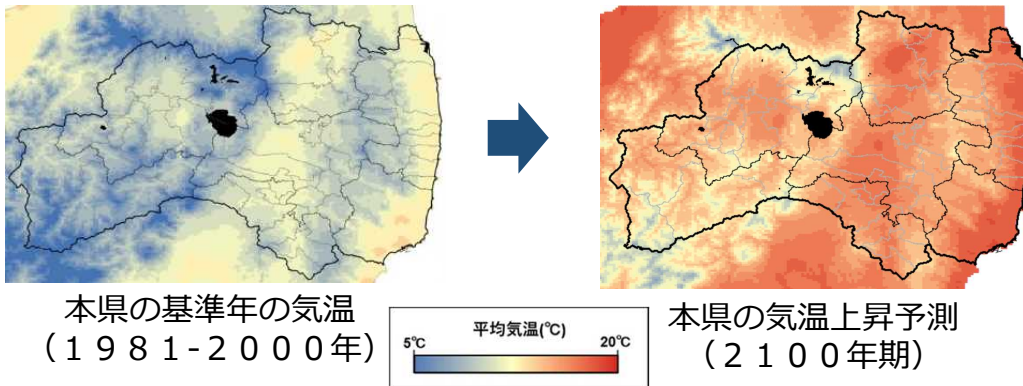 本県の基準年の気温
（１９８１-２０００年）
平均気温(℃)
5℃
20℃
本県の気温上昇予測
（２１００年期）